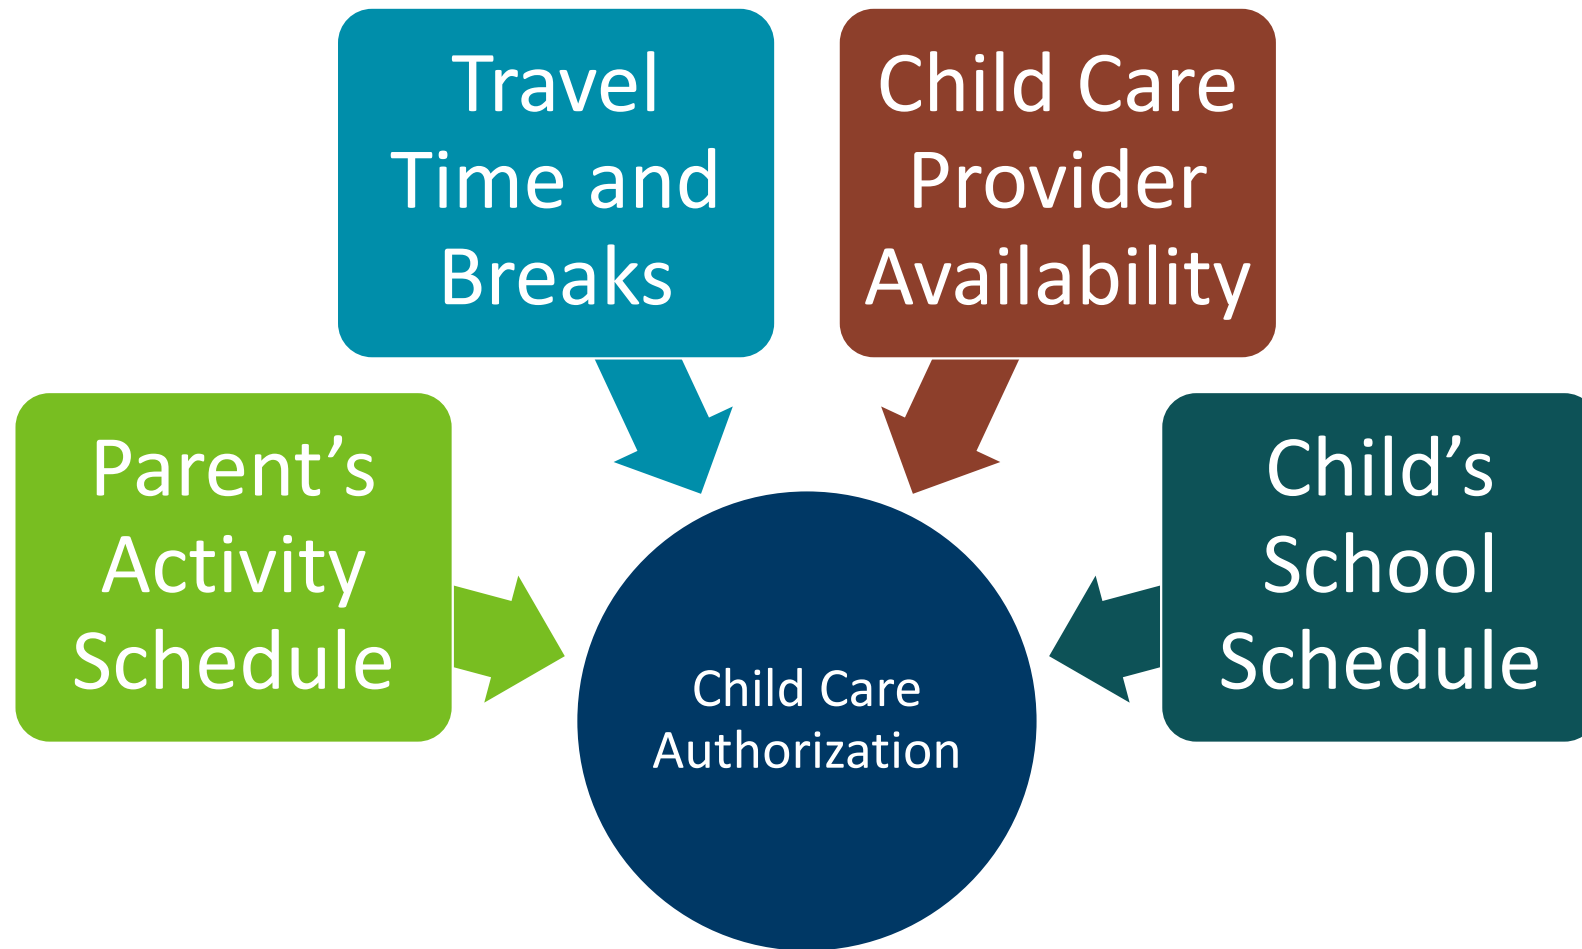 Travel
Time and
Breaks
Child Care
Provider
Availability
Parent’s
Activity
Schedule
Child’s
School
Schedule
Child Care
Authorization